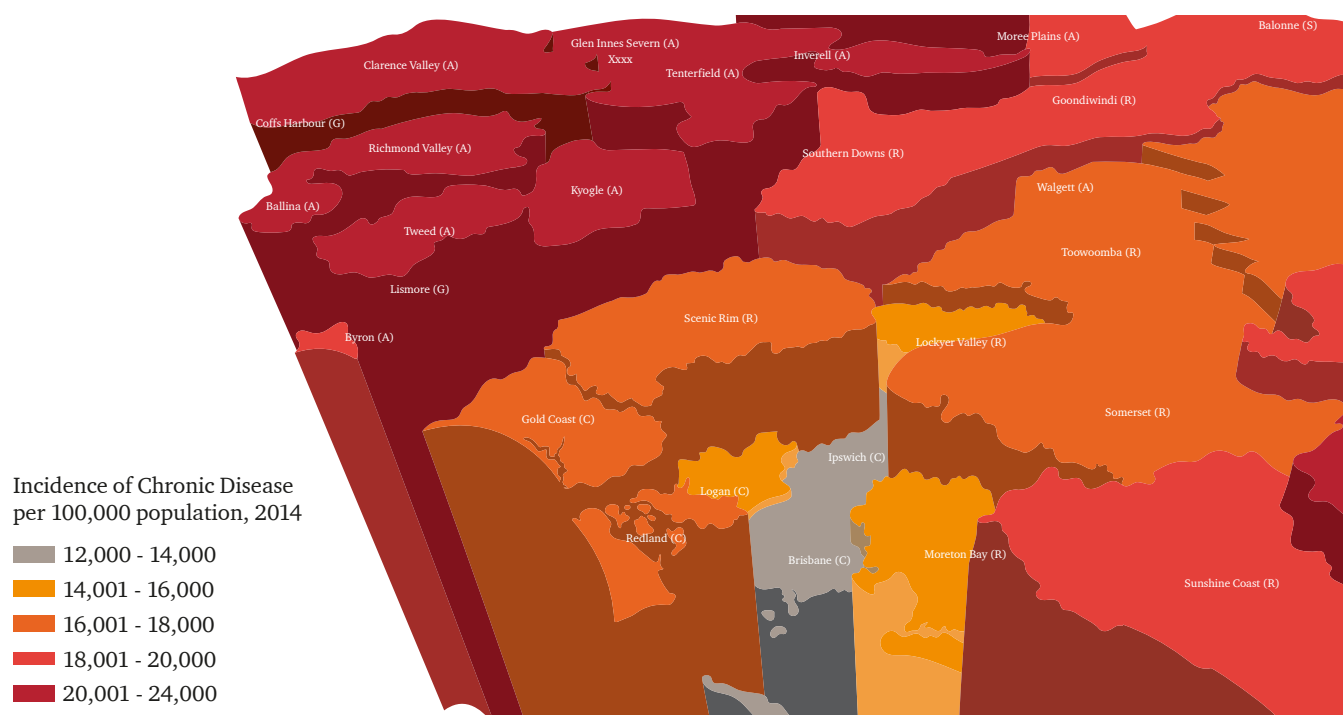 Balonne (S)
Moree Plains (A)
Glen Innes Severn (A)
Inverell (A)
Xxxx
Clarence Valley (A)
Tenterfield (A)
Goondiwindi (R)
Coffs Harbour (G)
Richmond Valley (A)
Southern Downs (R)
Kyogle (A)
Walgett (A)
Ballina (A)
Tweed (A)
Toowoomba (R)
Lismore (G)
Scenic Rim (R)
Byron (A)
Lockyer Valley (R)
Somerset (R)
Gold Coast (C)
Ipswich (C)
Logan (C)
Redland (C)
Moreton Bay (R)
Brisbane (C)
Sunshine Coast (R)
Incidence of Chronic Disease
per 100,000 population, 2014
12,000 - 14,000
14,001 - 16,000
16,001 - 18,000
18,001 - 20,000
20,001 - 24,000